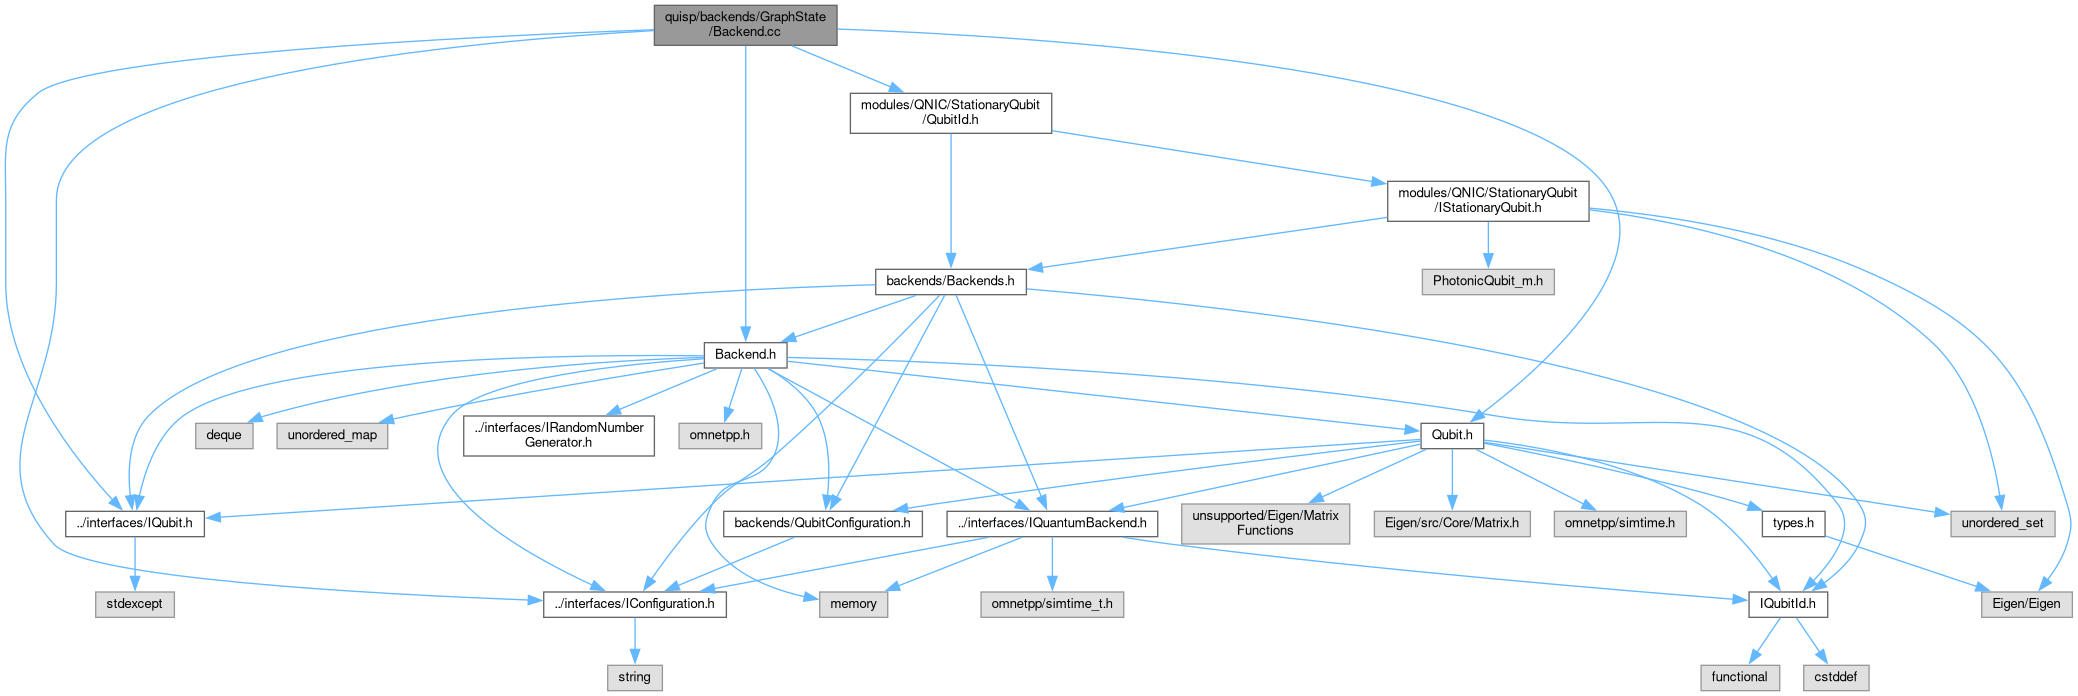 quisp/backends/GraphState
/Backend.cc
modules/QNIC/StationaryQubit
/QubitId.h
modules/QNIC/StationaryQubit
/IStationaryQubit.h
backends/Backends.h
PhotonicQubit_m.h
Backend.h
deque
unordered_map
../interfaces/IRandomNumber
Generator.h
omnetpp.h
Qubit.h
../interfaces/IQubit.h
backends/QubitConfiguration.h
../interfaces/IQuantumBackend.h
unsupported/Eigen/Matrix
Functions
Eigen/src/Core/Matrix.h
omnetpp/simtime.h
types.h
unordered_set
stdexcept
../interfaces/IConfiguration.h
memory
omnetpp/simtime_t.h
IQubitId.h
Eigen/Eigen
string
functional
cstddef